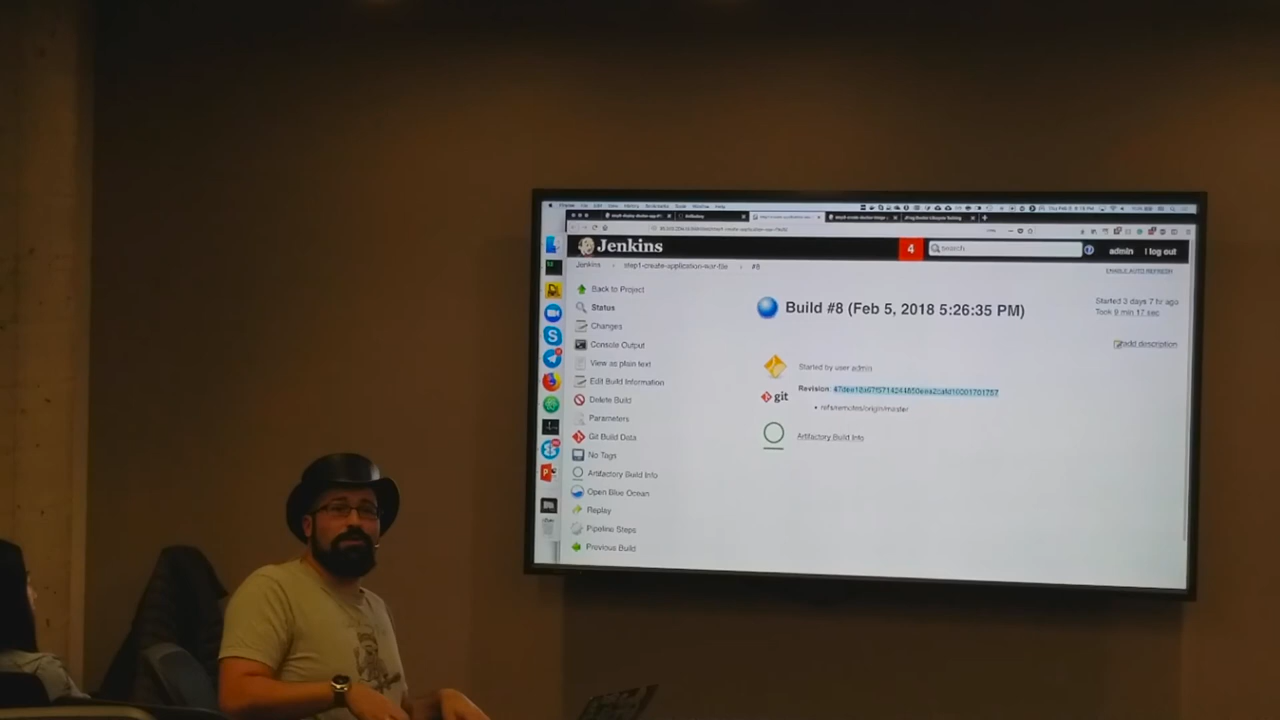 Jenkins
4
search
admin
| log out
Jenkins › step1-create-application-war-file › #8
ENABLE AUTO REFRESH
Back to Project
Status
Changes
Console Output
View as plain text
Edit Build Information
Delete Build
Parameters
Git Build Data
No Tags
Artifactory Build Info
Open Blue Ocean
Replay
Pipeline Steps
Previous Build
Build #8 (Feb 5, 2018 5:26:35 PM)
Started 3 days 7 hr ago
Took 9 min 17 sec
add description
Started by user admin
git
Revision:
refs/remotes/origin/master
Artifactory Build Info